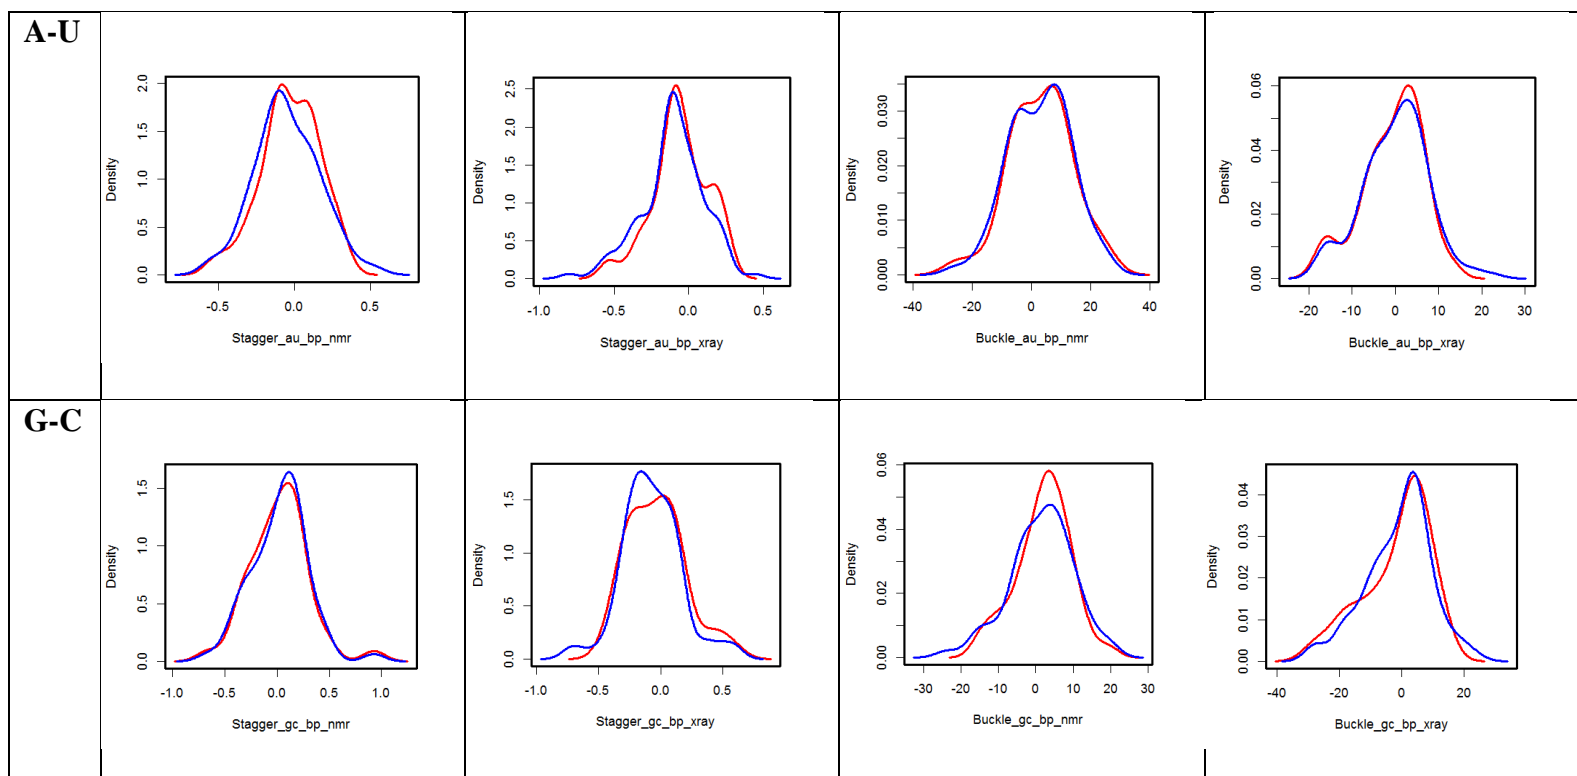 A-U
Density
0.0 0.5 1.0 1.5 2.0
-0.5 0.0 0.5
Stagger_au_bp_nmr
Density
0.0 0.5 1.0 1.5 2.0 2.5
-1.0 -0.5 0.0 0.5
Stagger_au_bp_xray
Density
0.000 0.010 0.020 0.030
-40 -20 0 20 40
Buckle_au_bp_nmr
Density
0.00 0.02 0.04 0.06
-20 -10 0 10 20 30
Buckle_au_bp_xray
G-C
Density
0.0 0.5 1.0 1.5
-1.0 -0.5 0.0 0.5 1.0
Stagger_gc_bp_nmr
Density
0.0 0.5 1.0 1.5
-1.0 -0.5 0.0 0.5
Stagger_gc_bp_xray
Density
0.00 0.02 0.04 0.06
-30 -20 -10 0 10 20 30
Buckle_gc_bp_nmr
Density
0.00 0.01 0.02 0.03 0.04
-40 -20 0 20
Buckle_gc_bp_xray